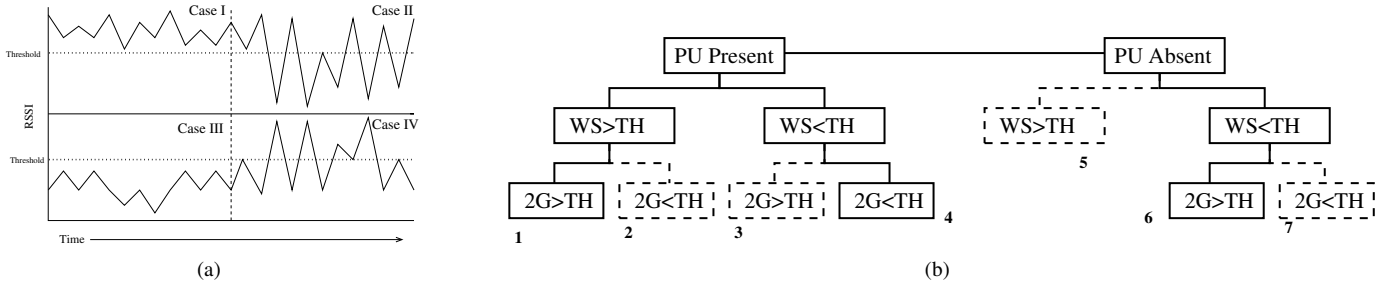 Case I
Case II
Threshold
RSSI
Case III
Case IV
Threshold
Time
(a)
PU Present
PU Absent
WS>TH
WS<TH
WS>TH
WS<TH
5
2G>TH
2G<TH
2G>TH
2G<TH
2G>TH
2G<TH
1
2
3
4
6
7
(b)